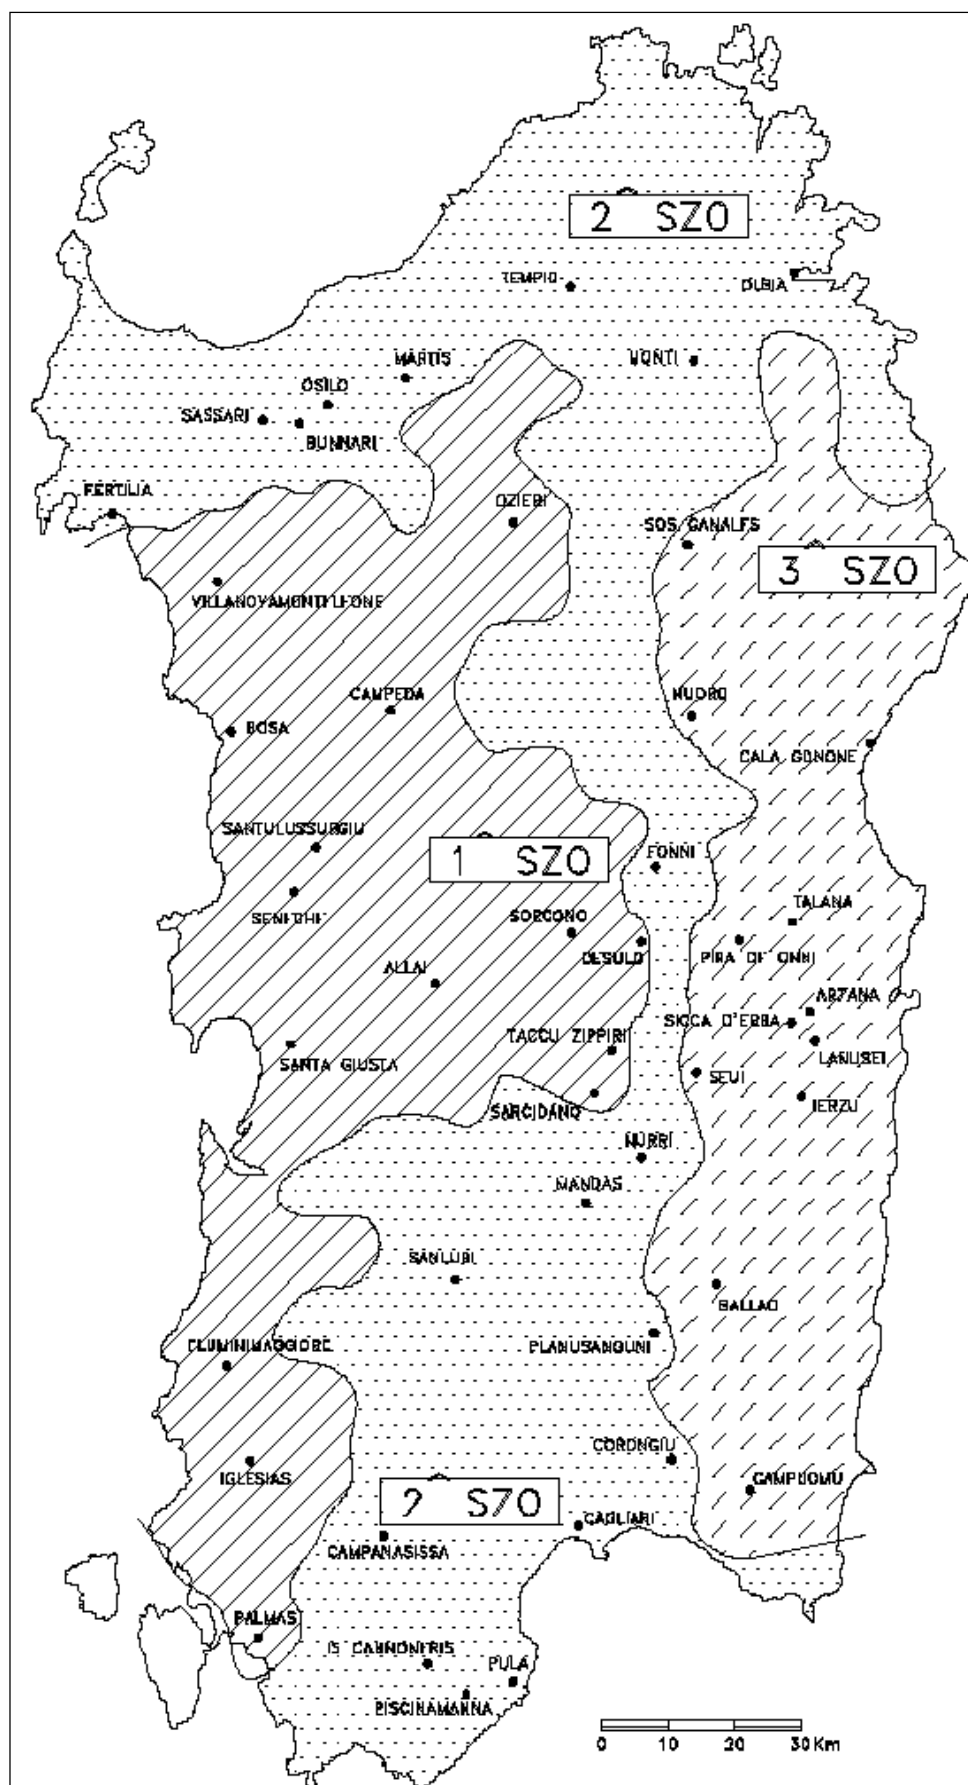 2 SZO
TEMPIO
OLBIA
MARTIS
MONTI
OSILO
SASSARI
BUNNARI
FERTILIA
OZIERI
SOS CANALES
3 SZO
VILLANOVAMONTELEONE
CAMPEDA
NUORO
BOSA
CALA GONONE
SANTULUSSURGIU
1 SZO
FONNI
SENEGHE
SORGONO
TALANA
DESULO
PIRA DE ONNI
ALLAI
ARZANA
SICCA D'ERBA
TACCU ZIPPIRI
LANUSEI
SANTA GIUSTA
SEUI
IERZU
SARCIDANO
NURRI
MANDAS
SANLURI
BALLAO
FLUMINIMAGGIORE
PLANUSANGUNI
CORONGIU
IGLESIAS
CAMPUOMU
2 SZO
CAGLIARI
CAMPANASISSA
PALMAS
IS CANNONERIS
PULA
PISCINAMANNA
0 10 20 30 Km